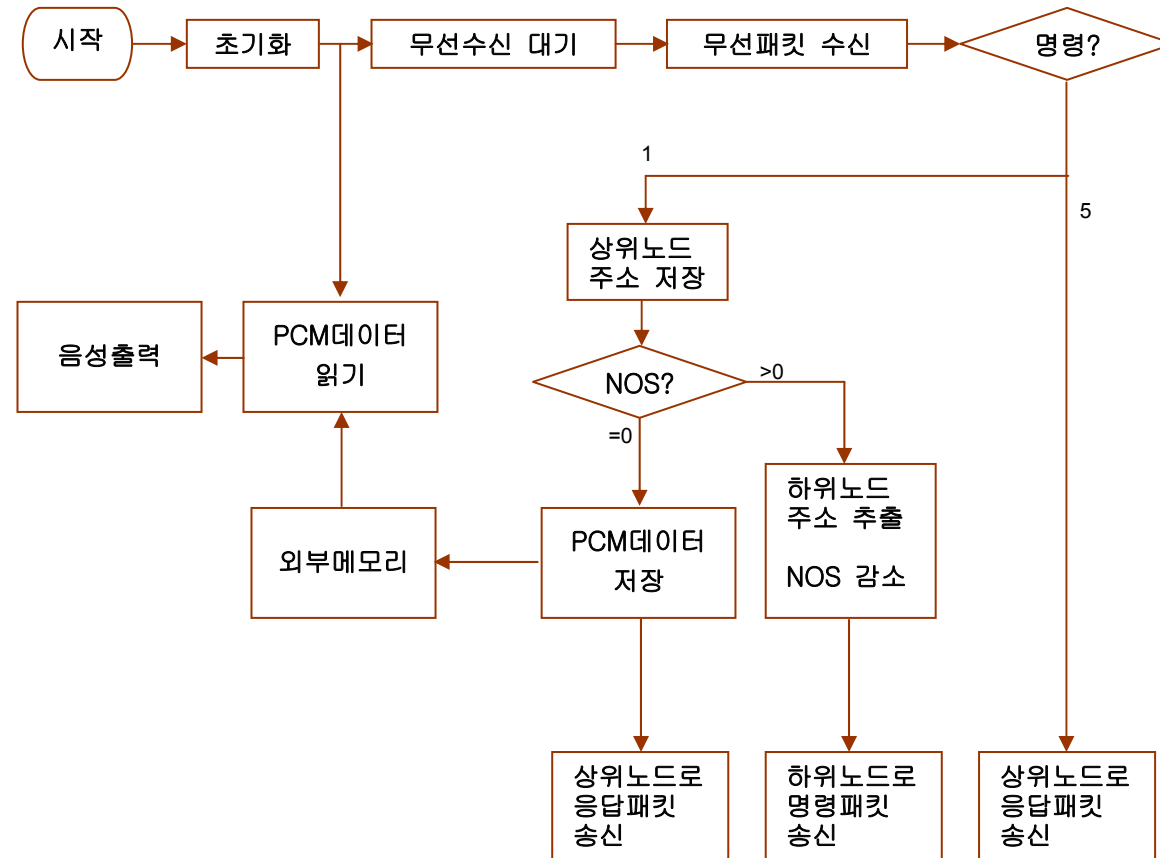 시작
초기화
무선수신 대기
무선패킷 수신
명령?
1
5
상위노드
주소 저장
음성출력
PCM데이터
읽기
NOS?
>0
=0
하위노드
주소 추출
NOS 감소
외부메모리
PCM데이터
저장
상위노드로
응답패킷
송신
하위노드로
명령패킷
송신
상위노드로
응답패킷
송신